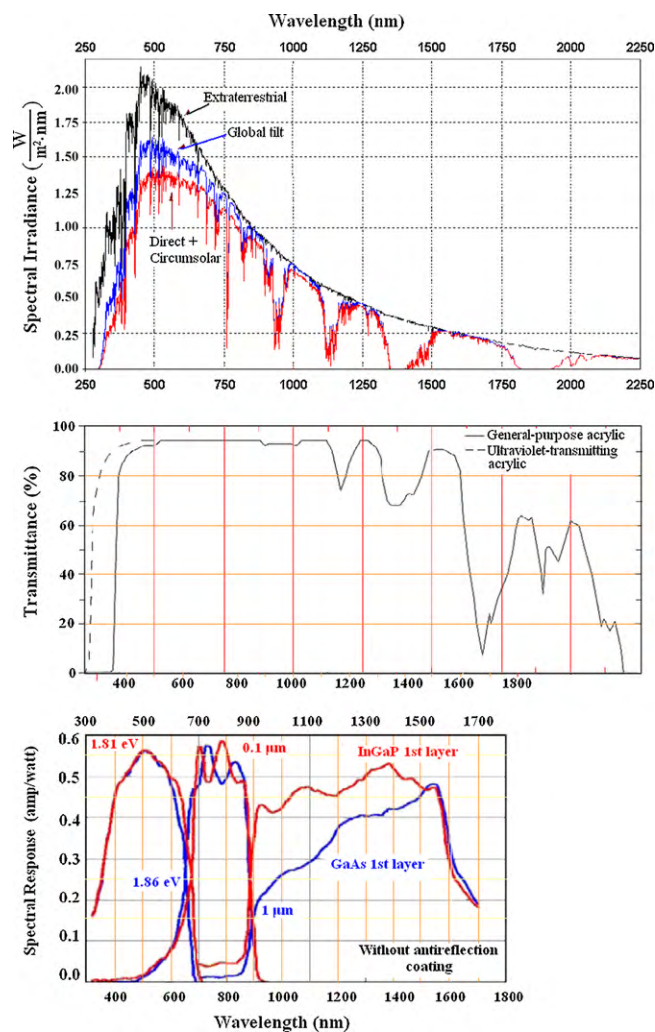 Wavelength (nm)
250 500 750 1000 1250 1500 1750 2000 2250
2.00
1.75
1.50
1.00
0.75
0.50
0.25
0.00
Spectral Irradiance (W/m²·nm)
Extraterrestrial
Global tilt
Direct +
Circumsolar
250 500 750 1000 1250 1500 1750 2000 2250
100
80
60
40
20
0
Transmittance (%)
General-purpose acrylic
Ultraviolet-transmitting
acrylic
400 600 800 1000 1200 1400 1600 1800
300 500 700 900 1100 1300 1500 1700
0.6
0.5
0.4
0.3
0.2
0.1
0.0
Spectral Response (amp/watt)
1.81 eV
0.1 µm
InGaP 1st layer
1.86 eV
GaAs 1st layer
1 µm
Without antireflection
coating
400 600 800 1000 1200 1400 1600 1800
Wavelength (nm)